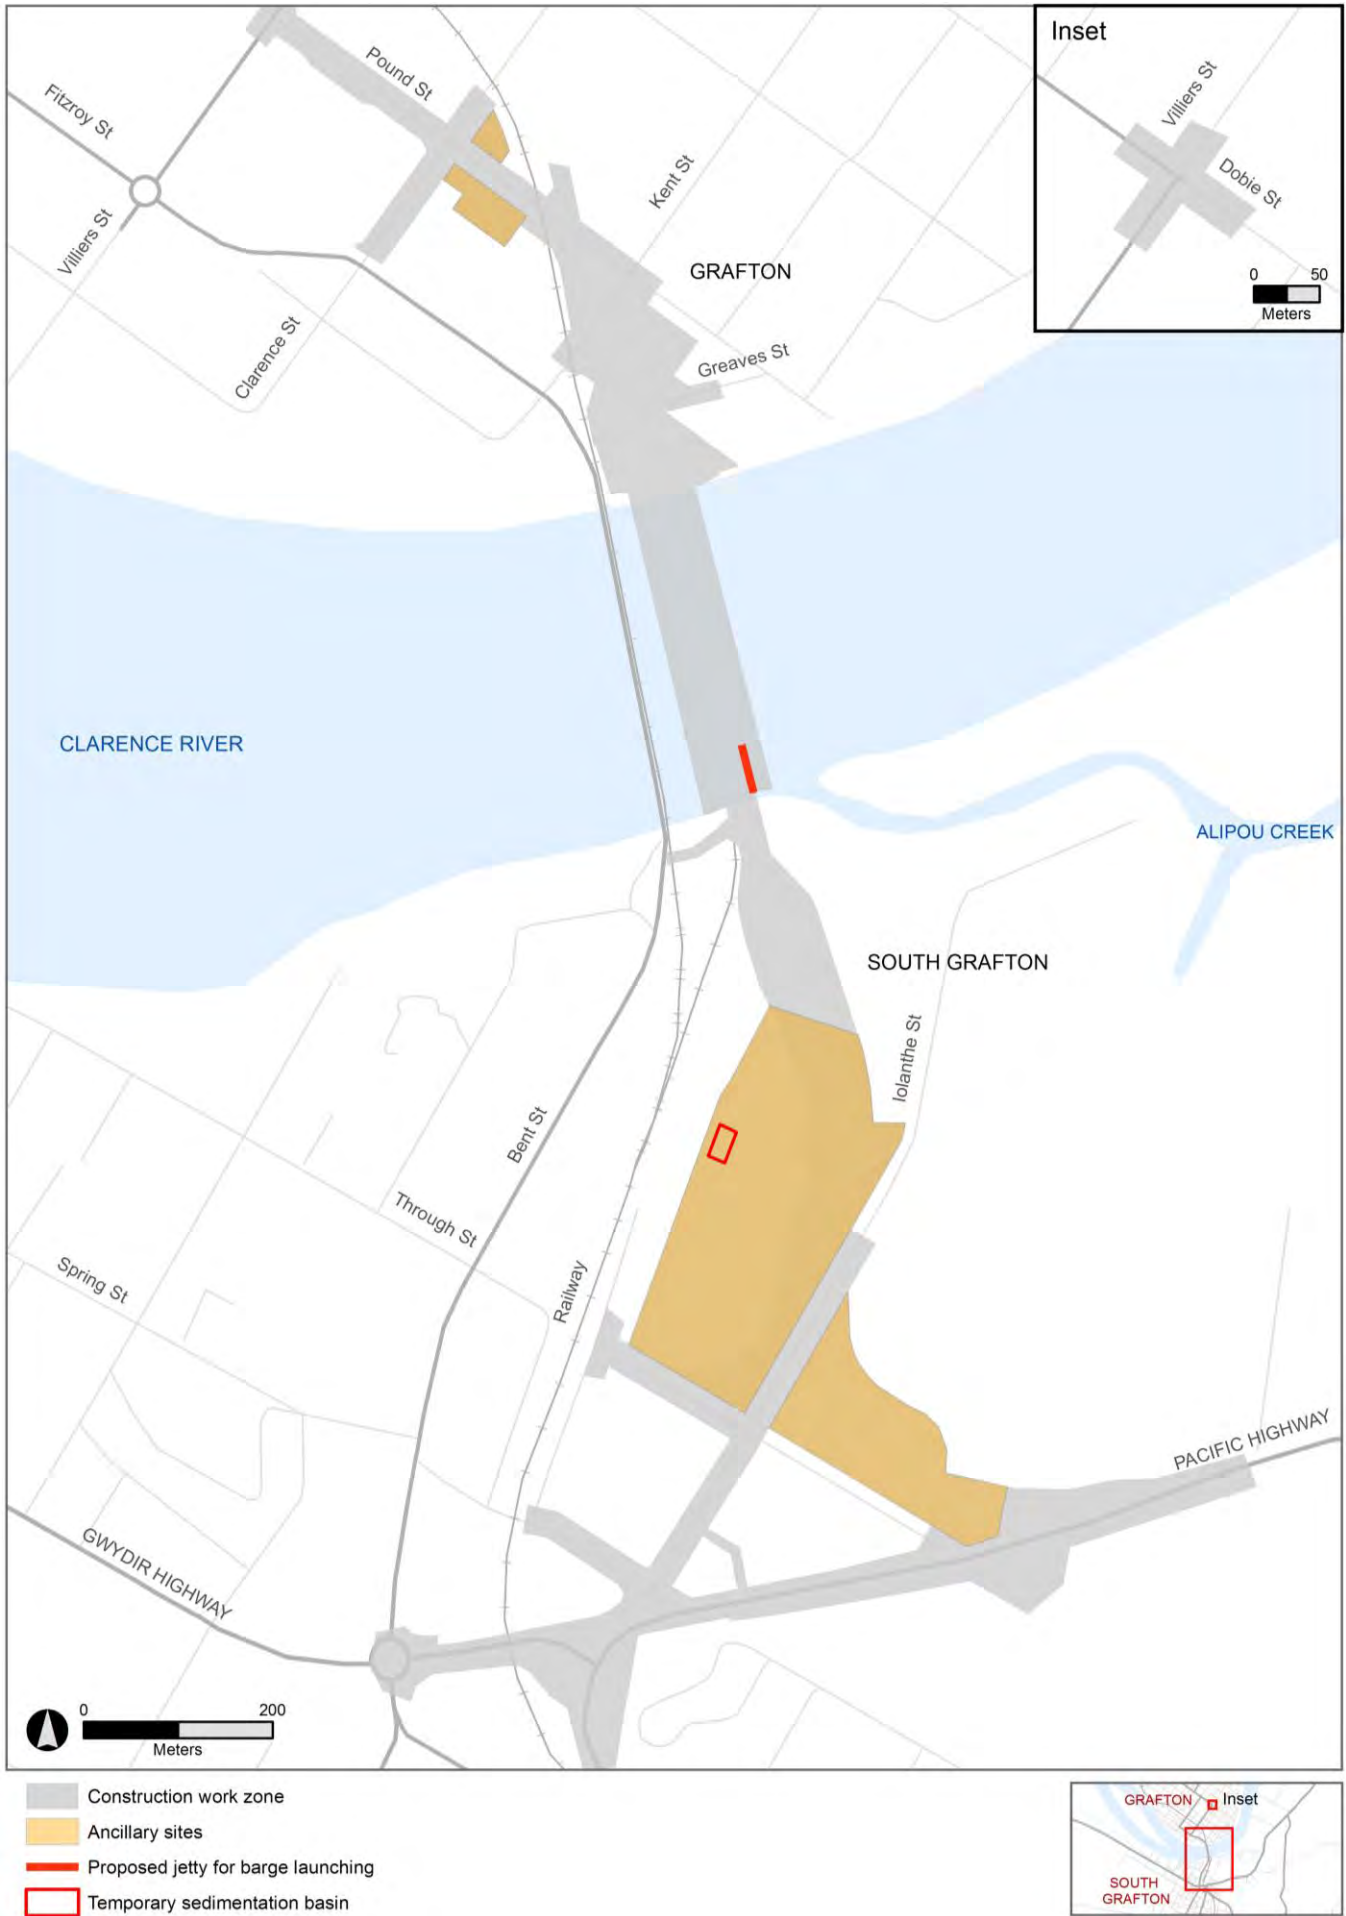 Inset
Villiers St
Dobie St
0 50
Meters
Pound St
Fitzroy St
Villiers St
Kent St
GRAFTON
Clarence St
Greaves St
CLARENCE RIVER
ALIPOU CREEK
SOUTH GRAFTON
Iolanthe St
Bent St
Through St
Spring St
Railway
PACIFIC HIGHWAY
GWYDIR HIGHWAY
0 200
Meters
Construction work zone
Ancillary sites
Proposed jetty for barge launching
Temporary sedimentation basin
GRAFTON
Inset
SOUTH
GRAFTON